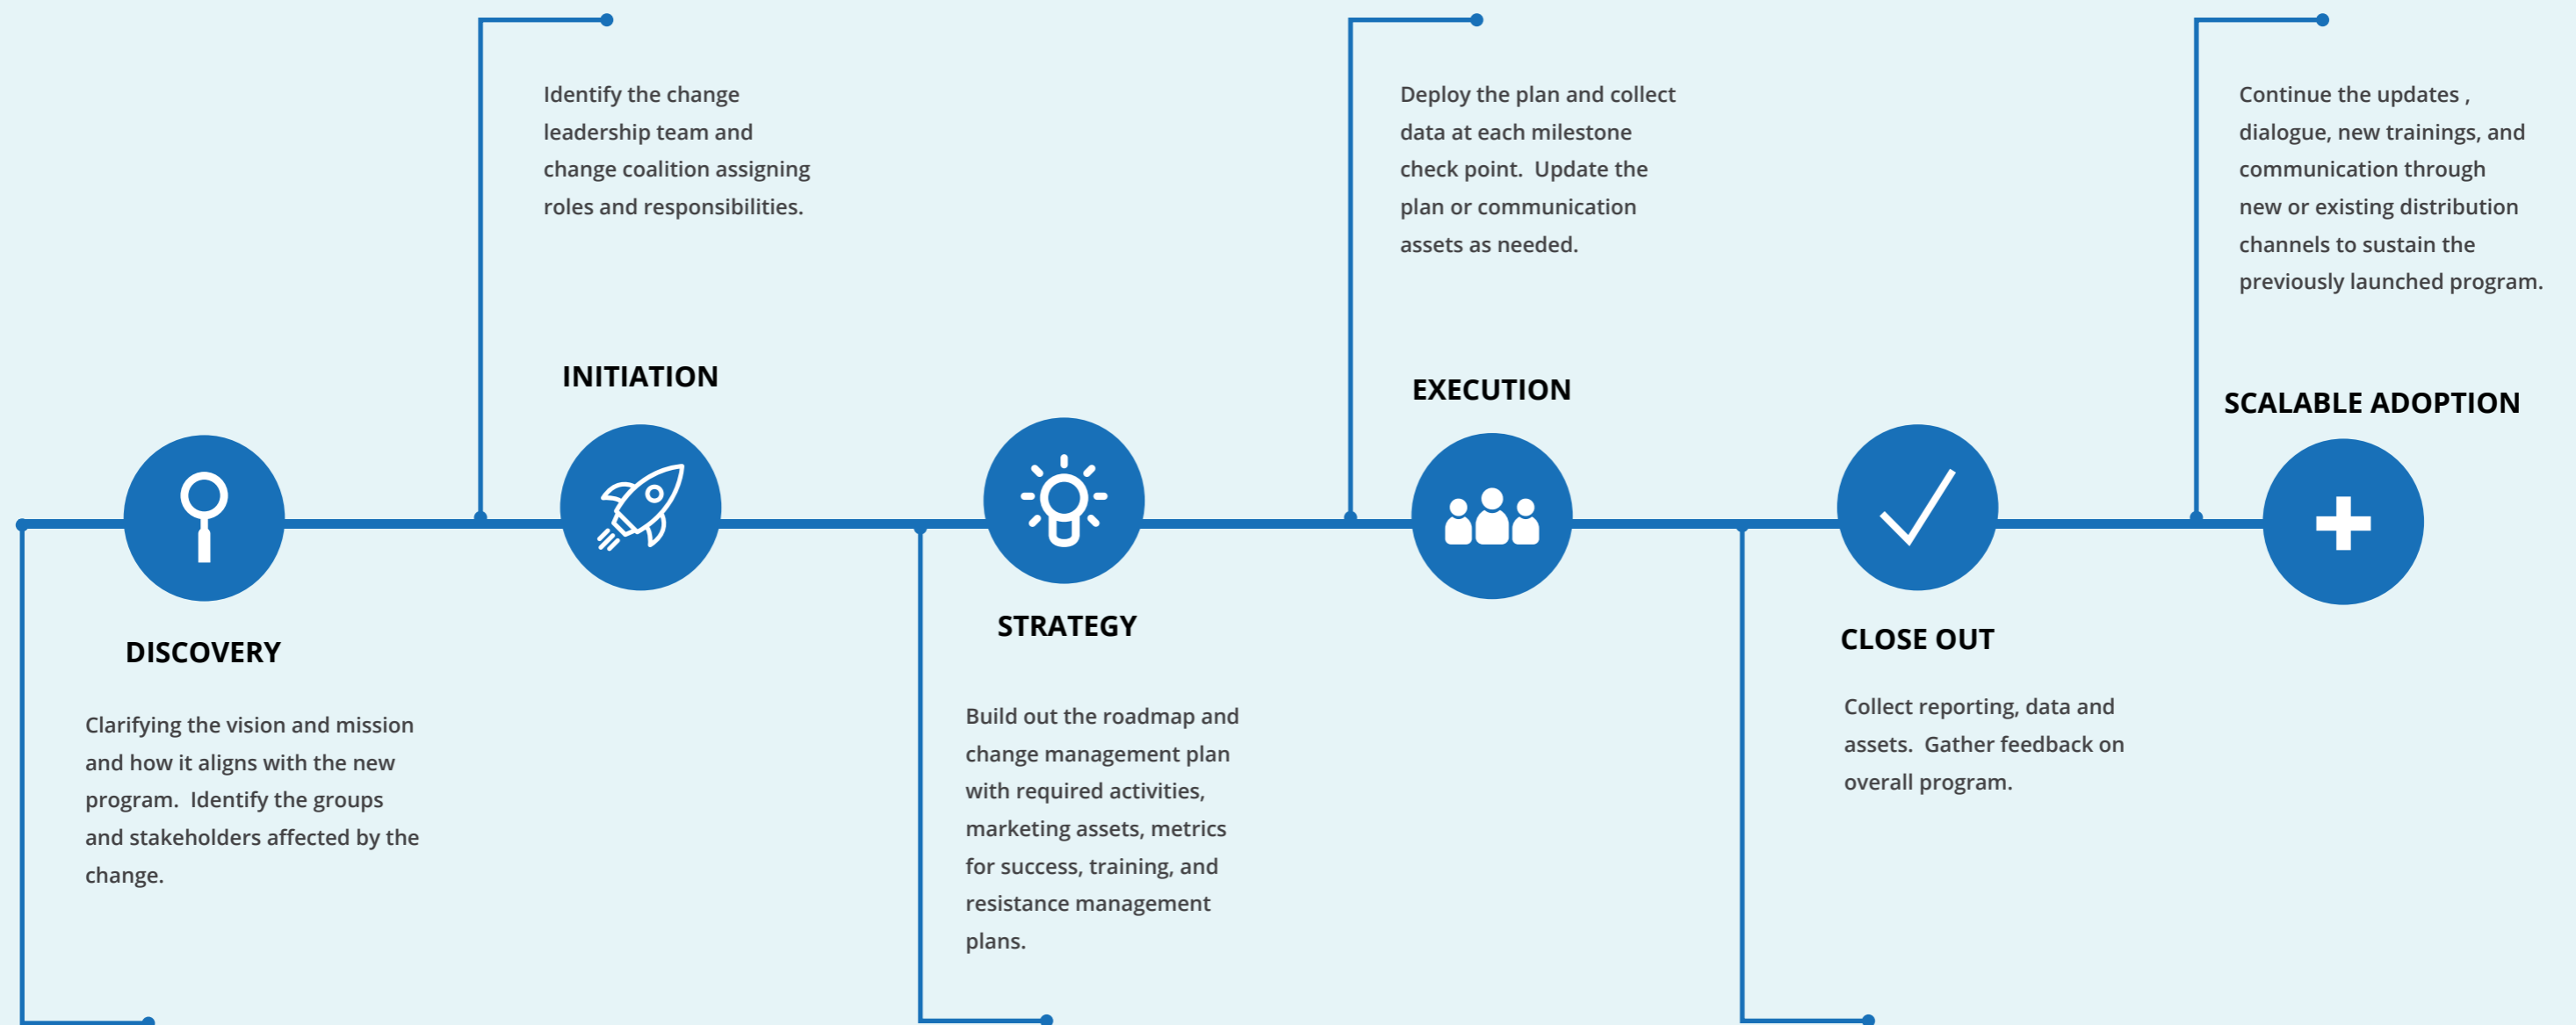 DISCOVERY
Clarifying the vision and mission
and how it aligns with the new
program.  Identify the groups
and stakeholders affected by the
change.
Identify the change
leadership team and
change coalition assigning
roles and responsibilities.
INITIATION
STRATEGY
Build out the roadmap and
change management plan
with required activities,
marketing assets, metrics
for success, training, and
resistance management
plans.
Deploy the plan and collect
data at each milestone
check point.  Update the
plan or communication
assets as needed.
EXECUTION
CLOSE OUT
Collect reporting, data and
assets.  Gather feedback on
overall program.
Continue the updates ,
dialogue, new trainings, and
communication through
new or existing distribution
channels to sustain the
previously launched program.
SCALABLE ADOPTION